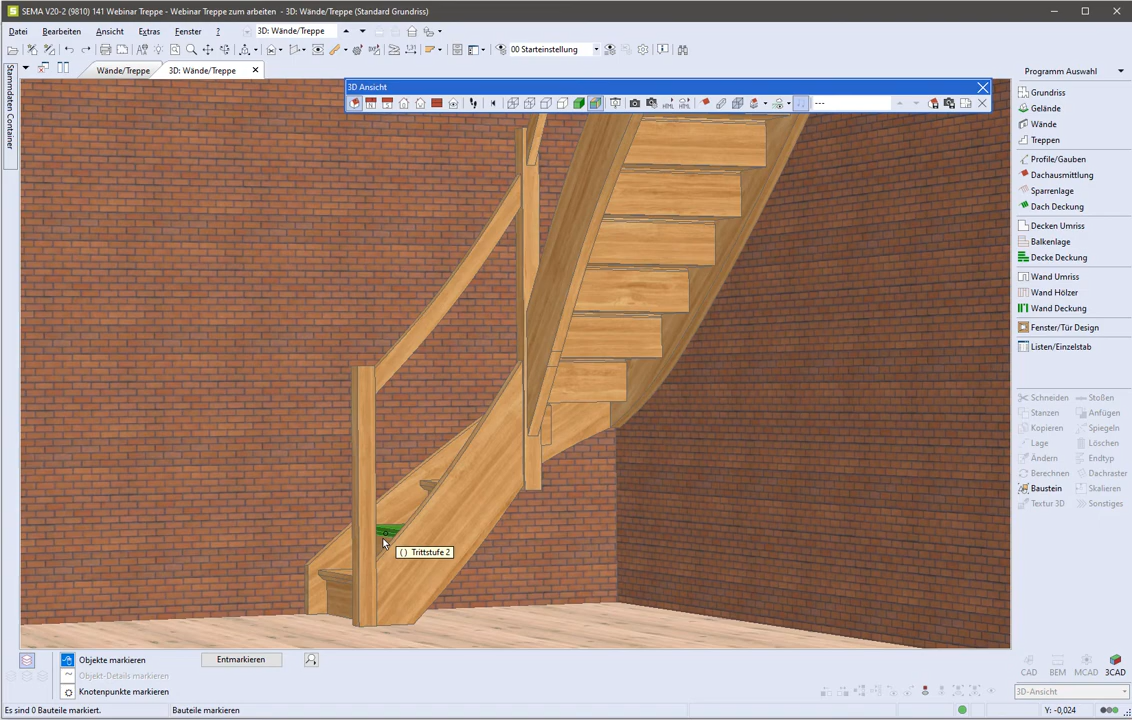 SEMA V20-2 (9810) 141 Webinar Treppe - Webinar Treppe zum arbeiten - 3D: Wände/Treppe (Standard Grundriss)
Datei Bearbeiten Ansicht Extras Fenster ? 3D: Wände/Treppe
00 Starteinstellung
Wände/Treppe 3D: Wände/Treppe
Stammdaten Container
3D Ansicht
---
Programm Auswahl
Grundriss
Gelände
Wände
Treppen
Profile/Gauben
Dachausmittlung
Sparrenlage
Dach Deckung
Decken Umriss
Balkenlage
Decke Deckung
Wand Umriss
Wand Hölzer
Wand Deckung
Fenster/Tür Design
Listen/Einzelstab
Schneiden Stoßen
Stanzen Anfügen
Kopieren Spiegeln
Lage Löschen
Ändern Endtyp
Berechnen Dachraster
Baustein Skalieren
Textur 3D Sonstiges
( ) Trittstufe 2
Objekte markieren Entmarkieren
Objekt-Details markieren
Knotenpunkte markieren
CAD BEM MCAD 3CAD
3D-Ansicht
Es sind 0 Bauteile markiert. Bauteile markieren Y: -0,024